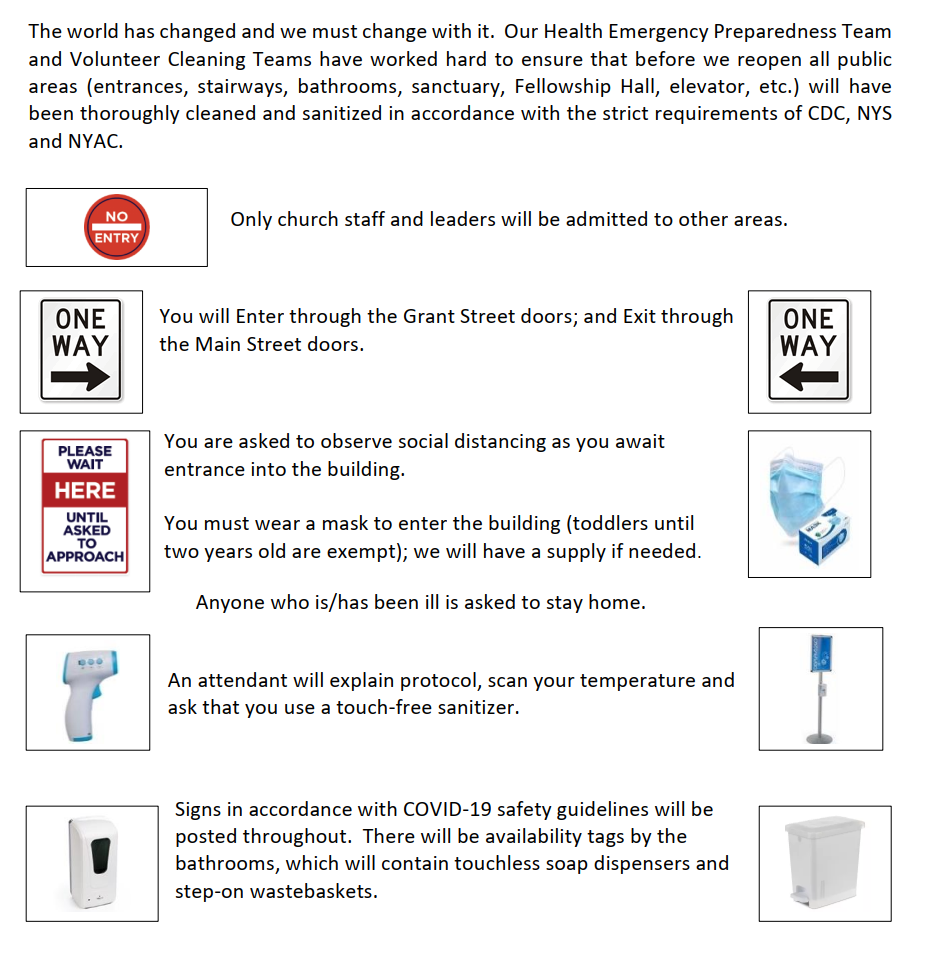 The world has changed and we must change with it. Our Health Emergency Preparedness Team
and Volunteer Cleaning Teams have worked hard to ensure that before we reopen all public
areas (entrances, stairways, bathrooms, sanctuary, Fellowship Hall, elevator, etc.) will have
been thoroughly cleaned and sanitized in accordance with the strict requirements of CDC, NYS
and NYAC.
NO
ENTRY
Only church staff and leaders will be admitted to other areas.
ONE
WAY
You will Enter through the Grant Street doors; and Exit through
the Main Street doors.
ONE
WAY
PLEASE
WAIT
HERE
UNTIL
ASKED
TO
APPROACH
You are asked to observe social distancing as you await
entrance into the building.
You must wear a mask to enter the building (toddlers until
two years old are exempt); we will have a supply if needed.
MASK
Anyone who is/has been ill is asked to stay home.
An attendant will explain protocol, scan your temperature and
ask that you use a touch-free sanitizer.
Signs in accordance with COVID-19 safety guidelines will be
posted throughout. There will be availability tags by the
bathrooms, which will contain touchless soap dispensers and
step-on wastebaskets.